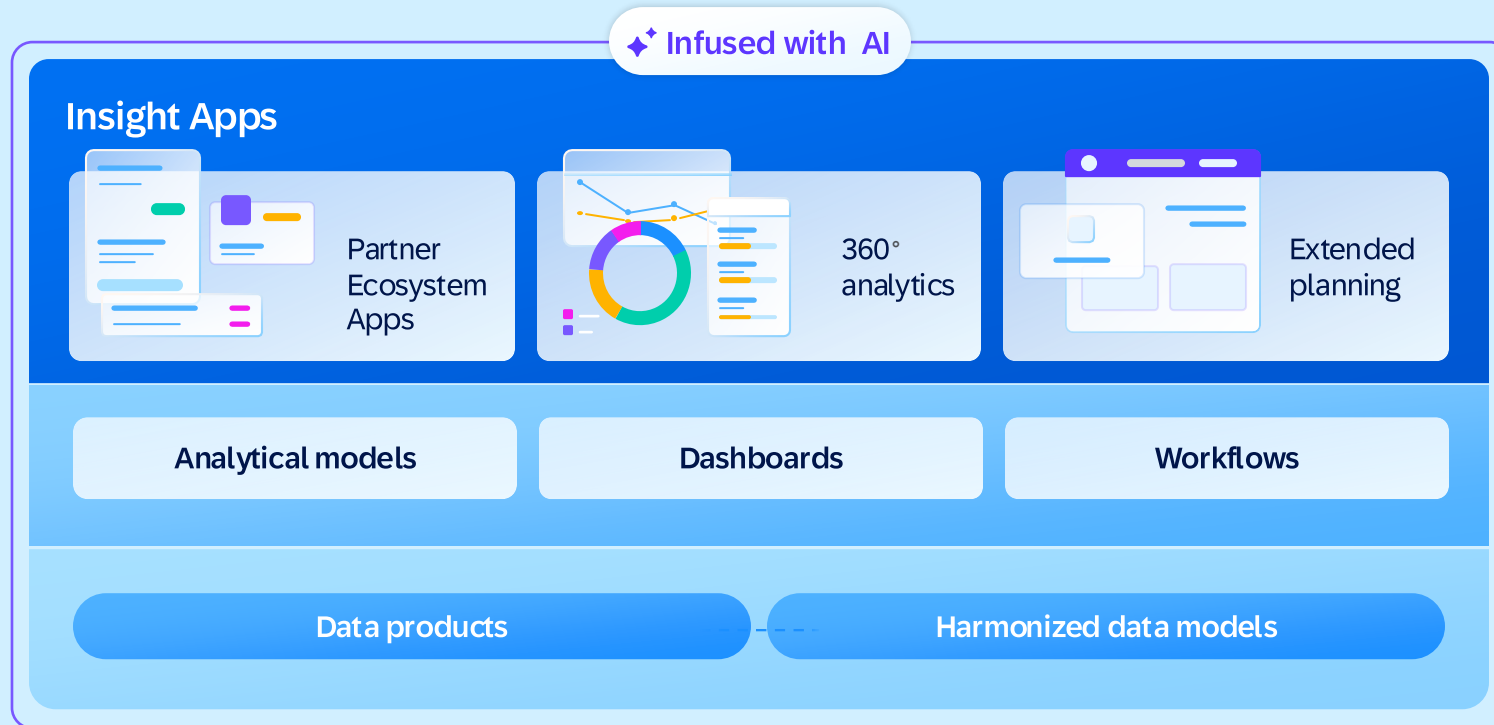 Infused with AI
Insight Apps
Partner
Ecosystem
Apps
360°
analytics
Extended
planning
Analytical models
Dashboards
Workflows
Data products
Harmonized data models